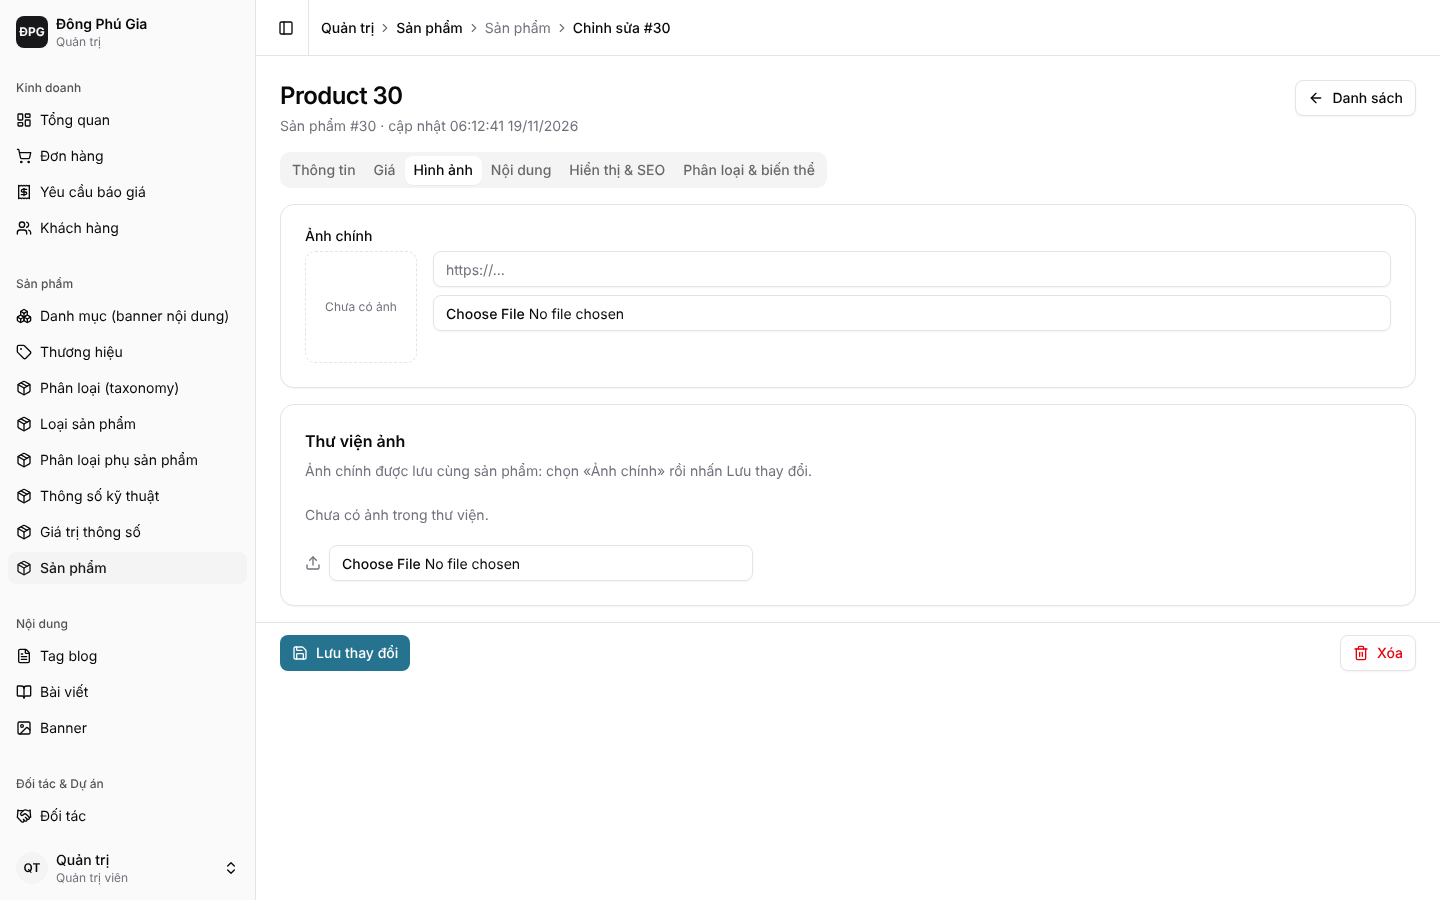 ĐPG
Đông Phú Gia
Quản trị
Kinh doanh
Tổng quan
Đơn hàng
Yêu cầu báo giá
Khách hàng
Sản phẩm
Danh mục (banner nội dung)
Thương hiệu
Phân loại (taxonomy)
Loại sản phẩm
Phân loại phụ sản phẩm
Thông số kỹ thuật
Giá trị thông số
Sản phẩm
Nội dung
Tag blog
Bài viết
Banner
Đối tác & Dự án
Đối tác
QT
Quản trị
Quản trị viên
Quản trị > Sản phẩm > Sản phẩm > Chỉnh sửa #30
Product 30
Sản phẩm #30 · cập nhật 06:12:41 19/11/2026
Danh sách
Thông tin Giá Hình ảnh Nội dung Hiển thị & SEO Phân loại & biến thể
Ảnh chính
Chưa có ảnh
https://...
Choose File No file chosen
Thư viện ảnh
Ảnh chính được lưu cùng sản phẩm: chọn «Ảnh chính» rồi nhấn Lưu thay đổi.
Chưa có ảnh trong thư viện.
Choose File No file chosen
Lưu thay đổi
Xóa